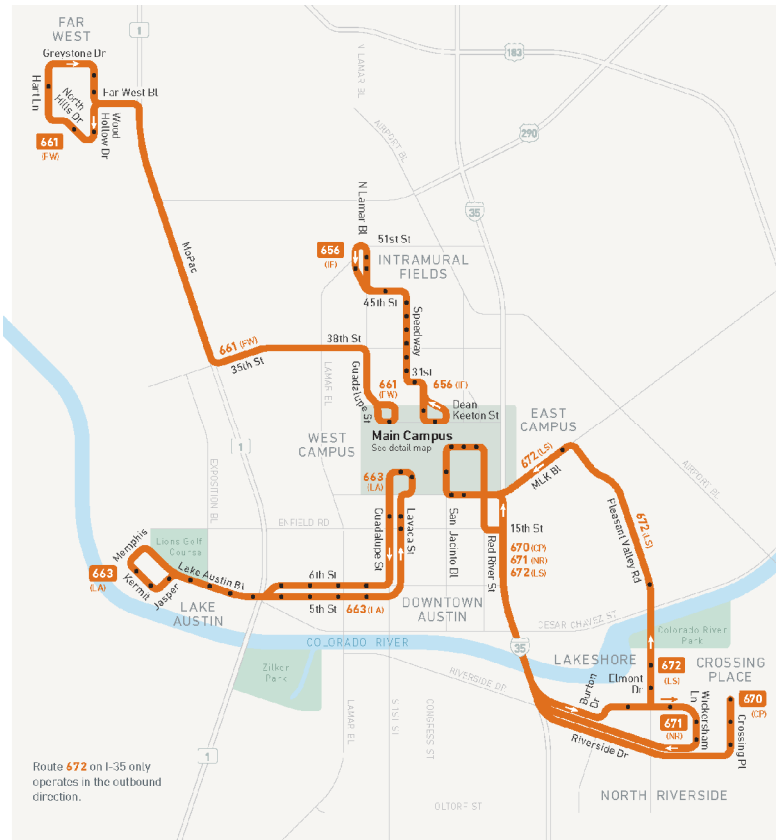 FAR
WEST
1
Greystone Dr
183
N LAMAR BL
Hart Ln
North
Hills Dr
Far West Bl
Wood
Hollow Dr
661
(FW)
AIRPORT BL
290
35
N Lamar Bl
656
(IF)
51st St
INTRAMURAL
FIELDS
MoPac
45th St
Speedway
661 (FW)
38th St
35th St
31st
LAMAR BL
Guadalupe St
661
(FW)
656 (IF)
Dean
Keeton St
EAST
CAMPUS
WEST
CAMPUS
Main Campus
See detail map
672 (LS)
MLK Bl
1
663
(LA)
EXPOSITION BL
AIRPORT BL
Pleasant Valley Rd
672 (LS)
ENFIELD RD
Guadalupe St
Lavaca St
San Jacinto Bl
Red River St
15th St
670 (CP)
671 (NR)
672 (LS)
Memphis
Lions Golf
Course
663
(LA)
Kermit
Jasper
Lake Austin Bl
6th St
5th St
663 (LA)
LAKE
AUSTIN
DOWNTOWN
AUSTIN
CESAR CHAVEZ ST
COLORADO RIVER
Colorado River
Park
35
Zilker
Park
RIVERSIDE DR
LAKESHORE
CROSSING
PLACE
672
(LS)
Elmont
Dr
Burton
Dr
Wickersham
Ln
670
(CP)
671
(NR)
Crossing Pl
Riverside Dr
LAMAR BL
S 1ST ST
CONGRESS ST
1
Route 672 on I-35 only
operates in the outbound
direction.
NORTH RIVERSIDE
OLTORF ST